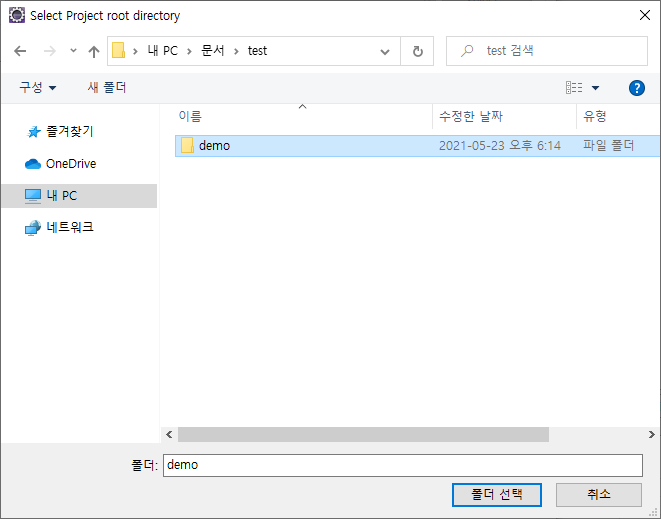 Select Project root directory
내 PC > 문서 > test
test 검색
구성 새 폴더
이름 수정한 날짜 유형
즐겨찾기
demo 2021-05-23 오후 6:14 파일 폴더
OneDrive
내 PC
네트워크
폴더: demo
폴더 선택 취소